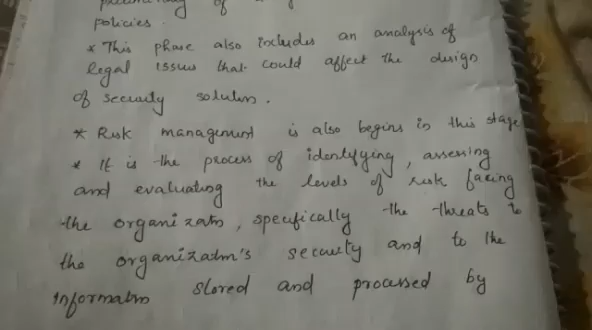 of
policies.
* This phase also includes an analysis of
legal issues that could affect the design
of security solution.
* Risk management is also begins in this stage
* It is the process of identifying, assessing
and evaluating the levels of risk facing
the organization, specifically the threats to
the organization's security and to the
information stored and processed by